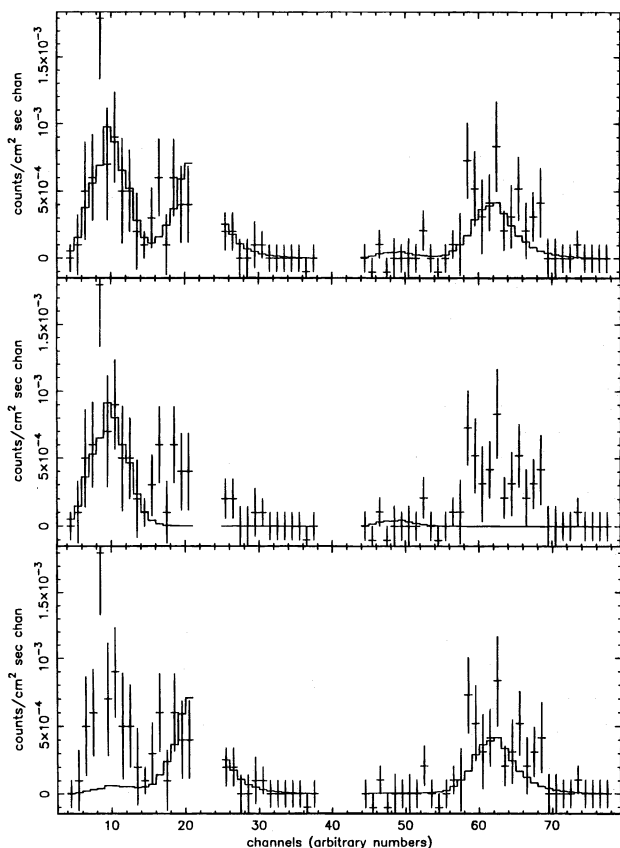 1.5×10⁻³
10⁻³
5×10⁻⁴
0
counts/cm² sec chan
1.5×10⁻³
10⁻³
5×10⁻⁴
0
counts/cm² sec chan
1.5×10⁻³
10⁻³
5×10⁻⁴
0
counts/cm² sec chan
10 20 30 40 50 60 70
channels (arbitrary numbers)